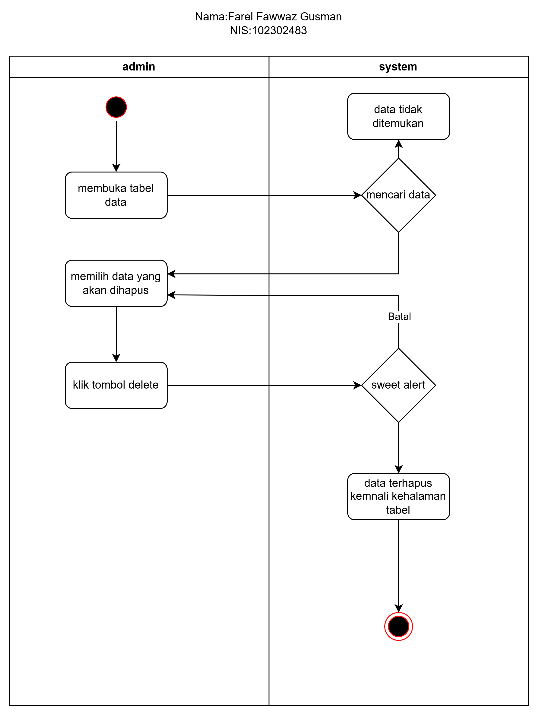 Nama:Farel Fawwaz Gusman
NIS:102302483
admin
system
data tidak
ditemukan
membuka tabel
data
mencari data
memilih data yang
akan dihapus
Batal
klik tombol delete
sweet alert
data terhapus
kemnali kehalaman
tabel